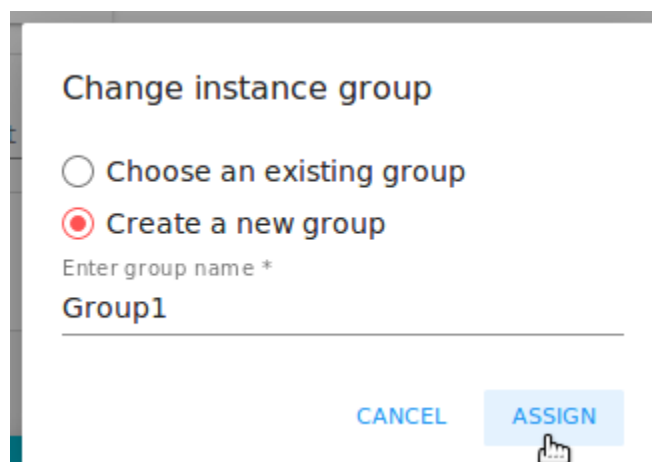 Change instance group
Choose an existing group
Create a new group
Enter group name *
Group1
CANCEL ASSIGN